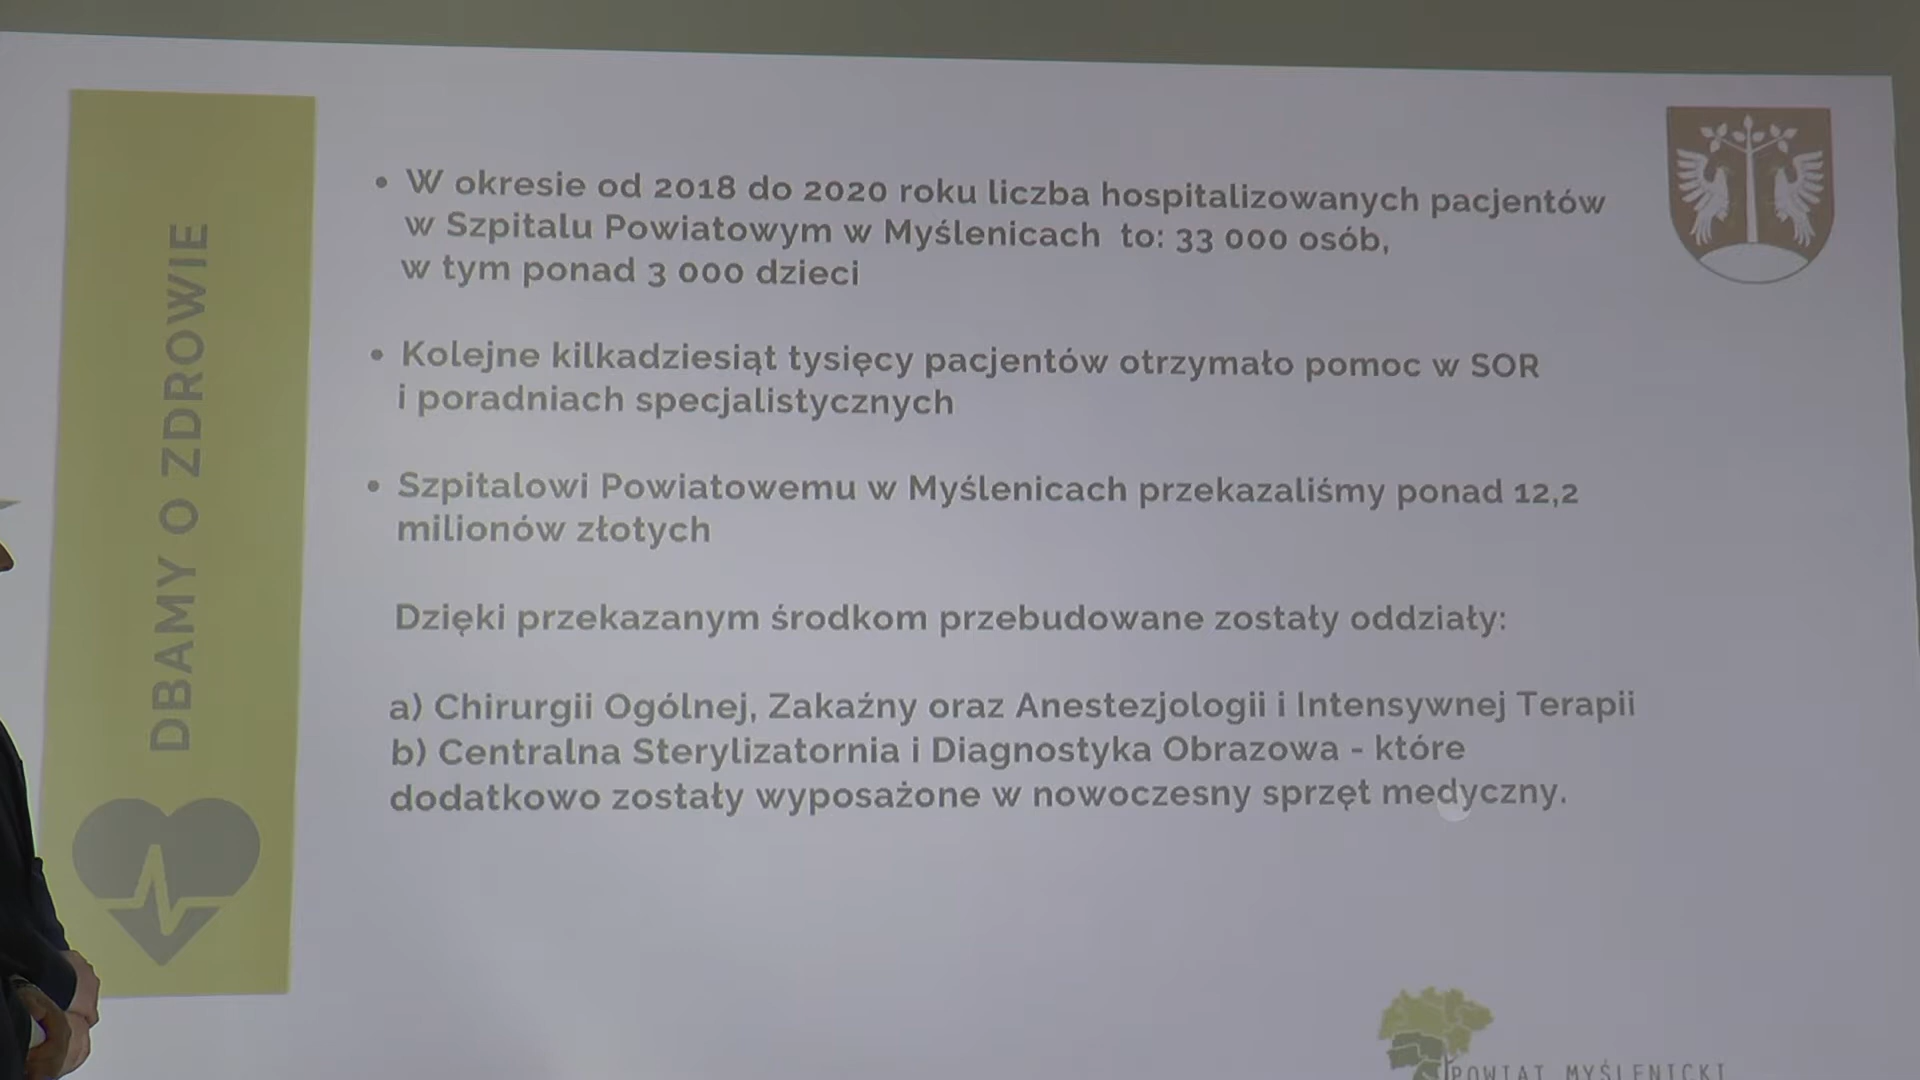 DBAMY O ZDROWIE
• W okresie od 2018 do 2020 roku liczba hospitalizowanych pacjentów
w Szpitalu Powiatowym w Myślenicach to: 33 000 osób,
w tym ponad 3 000 dzieci
• Kolejne kilkadziesiąt tysięcy pacjentów otrzymało pomoc w SOR
i poradniach specjalistycznych
• Szpitalowi Powiatowemu w Myślenicach przekazaliśmy ponad 12,2
milionów złotych
Dzięki przekazanym środkom przebudowane zostały oddziały:
a) Chirurgii Ogólnej, Zakaźny oraz Anestezjologii i Intensywnej Terapii
b) Centralna Sterylizatornia i Diagnostyka Obrazowa - które
dodatkowo zostały wyposażone w nowoczesny sprzęt medyczny.
POWIAT MYŚLENICKI